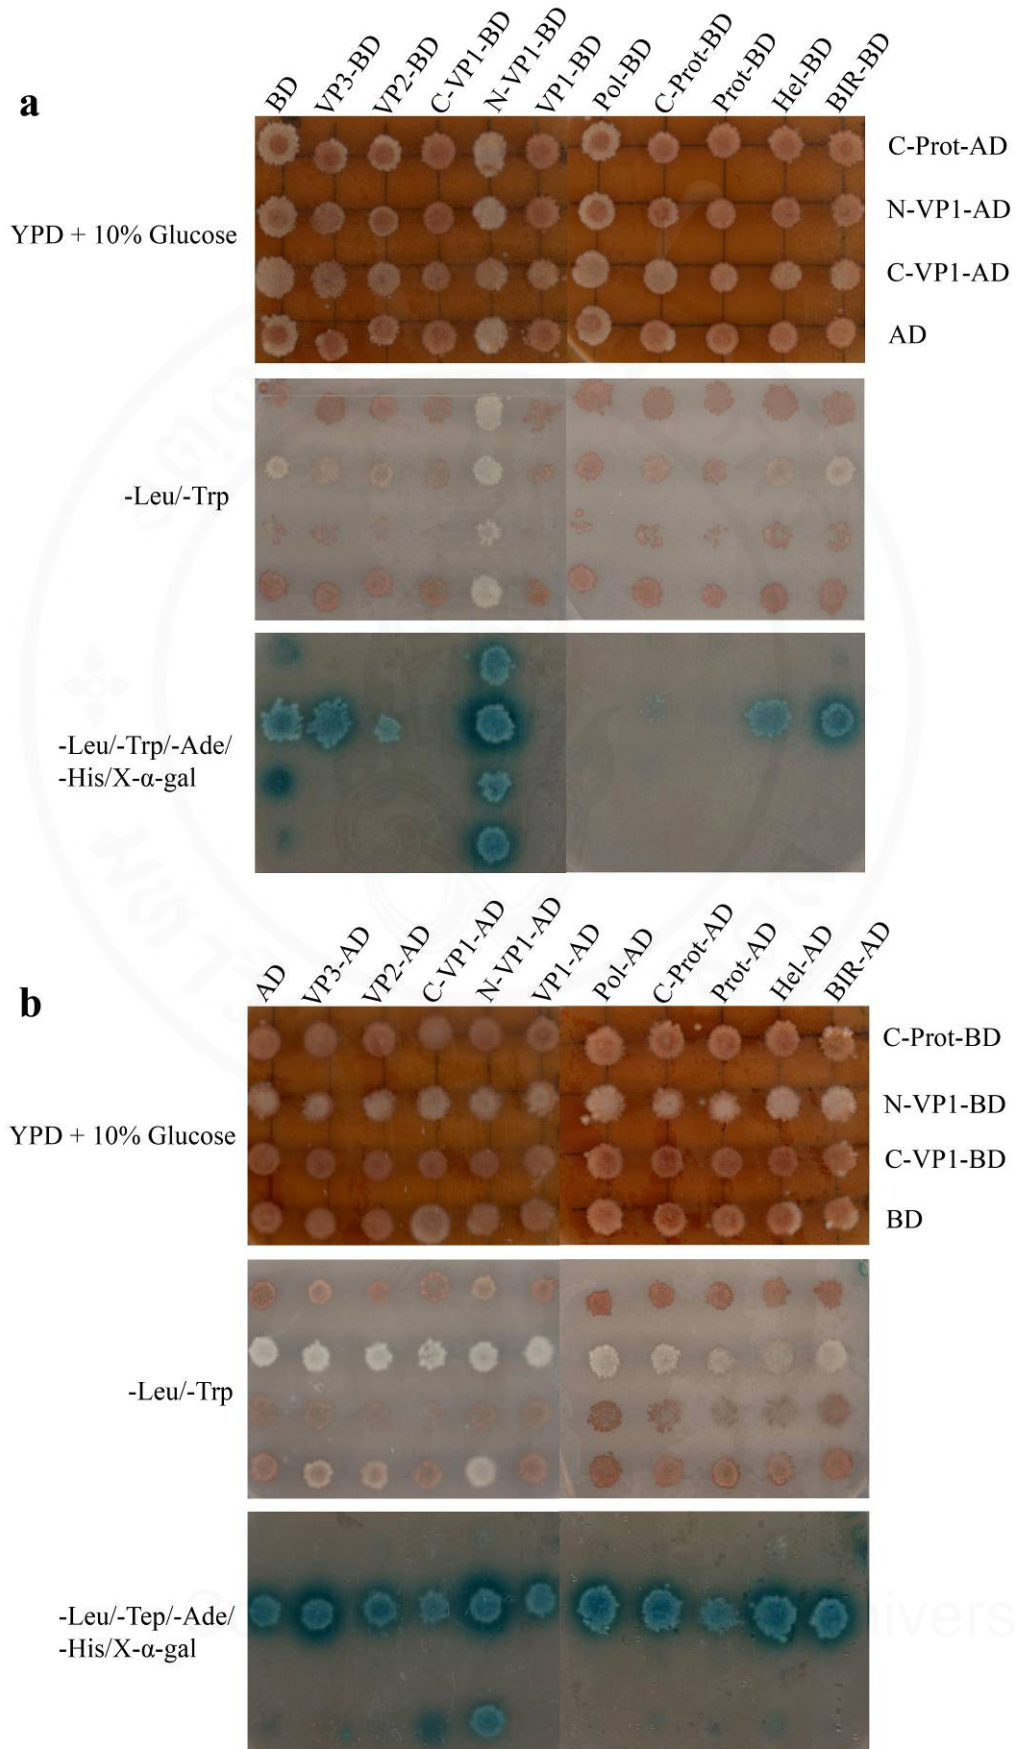 a
BD
VP3-BD
VP2-BD
C-VP1-BD
N-VP1-BD
VP1-BD
Pol-BD
C-Prot-BD
Prot-BD
Hel-BD
BIR-BD
YPD + 10% Glucose
C-Prot-AD
N-VP1-AD
C-VP1-AD
AD
-Leu/-Trp
-Leu/-Trp/-Ade/
-His/X-α-gal
b
AD
VP3-AD
VP2-AD
C-VP1-AD
N-VP1-AD
VP1-AD
Pol-AD
C-Prot-AD
Prot-AD
Hel-AD
BIR-AD
YPD + 10% Glucose
C-Prot-BD
N-VP1-BD
C-VP1-BD
BD
-Leu/-Trp
-Leu/-Tep/-Ade/
-His/X-α-gal